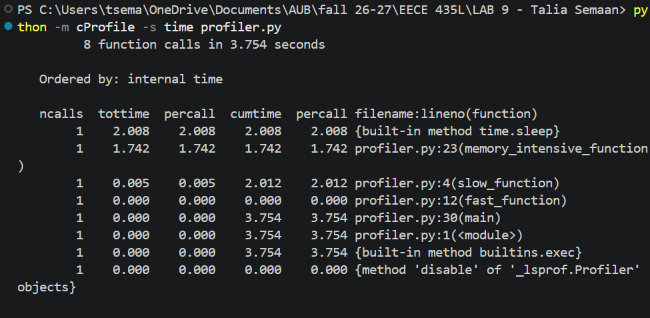 PS C:\Users\tsema\OneDrive\Documents\AUB\fall 26-27\EECE 435L\LAB 9 - Talia Semaan> py
thon -m cProfile -s time profiler.py
         8 function calls in 3.754 seconds

   Ordered by: internal time

   ncalls  tottime  percall  cumtime  percall filename:lineno(function)
        1    2.008    2.008    2.008    2.008 {built-in method time.sleep}
        1    1.742    1.742    1.742    1.742 profiler.py:23(memory_intensive_function
)
        1    0.005    0.005    2.012    2.012 profiler.py:4(slow_function)
        1    0.000    0.000    0.000    0.000 profiler.py:12(fast_function)
        1    0.000    0.000    3.754    3.754 profiler.py:30(main)
        1    0.000    0.000    3.754    3.754 profiler.py:1(<module>)
        1    0.000    0.000    3.754    3.754 {built-in method builtins.exec}
        1    0.000    0.000    0.000    0.000 {method 'disable' of '_lsprof.Profiler'
objects}